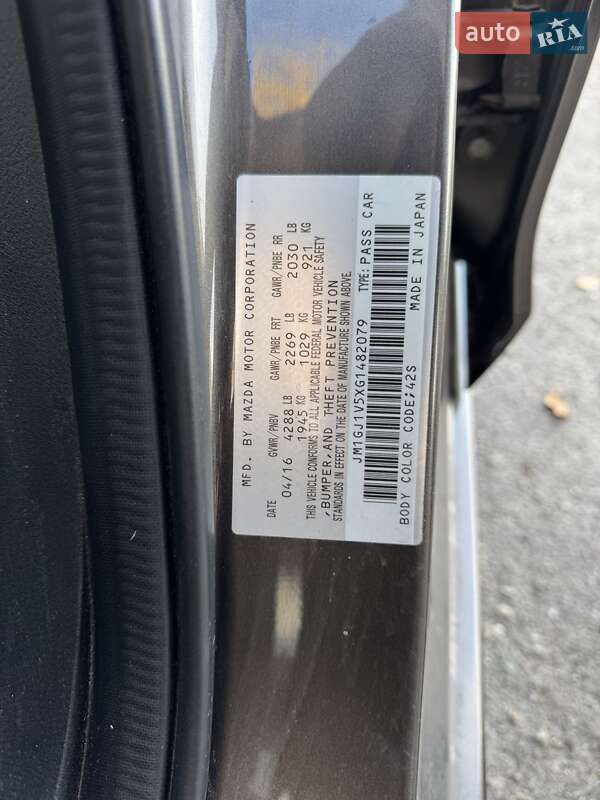 auto RIA
.com
MFD. BY MAZDA MOTOR CORPORATION
DATE GVWR/PNBV GAWR/PNBE FRT GAWR/PNBE RR
04/16 4288 LB 2269 LB 2030 LB
1945 KG 1029 KG 921 KG
THIS VEHICLE CONFORMS TO ALL APPLICABLE FEDERAL MOTOR VEHICLE SAFETY
,BUMPER,AND THEFT PREVENTION
STANDARDS IN EFFECT ON THE DATE OF MANUFACTURE SHOWN ABOVE.
JM1GJ1V5XG1482079 TYPE: PASS CAR
BODY COLOR CODE;42S MADE IN JAPAN